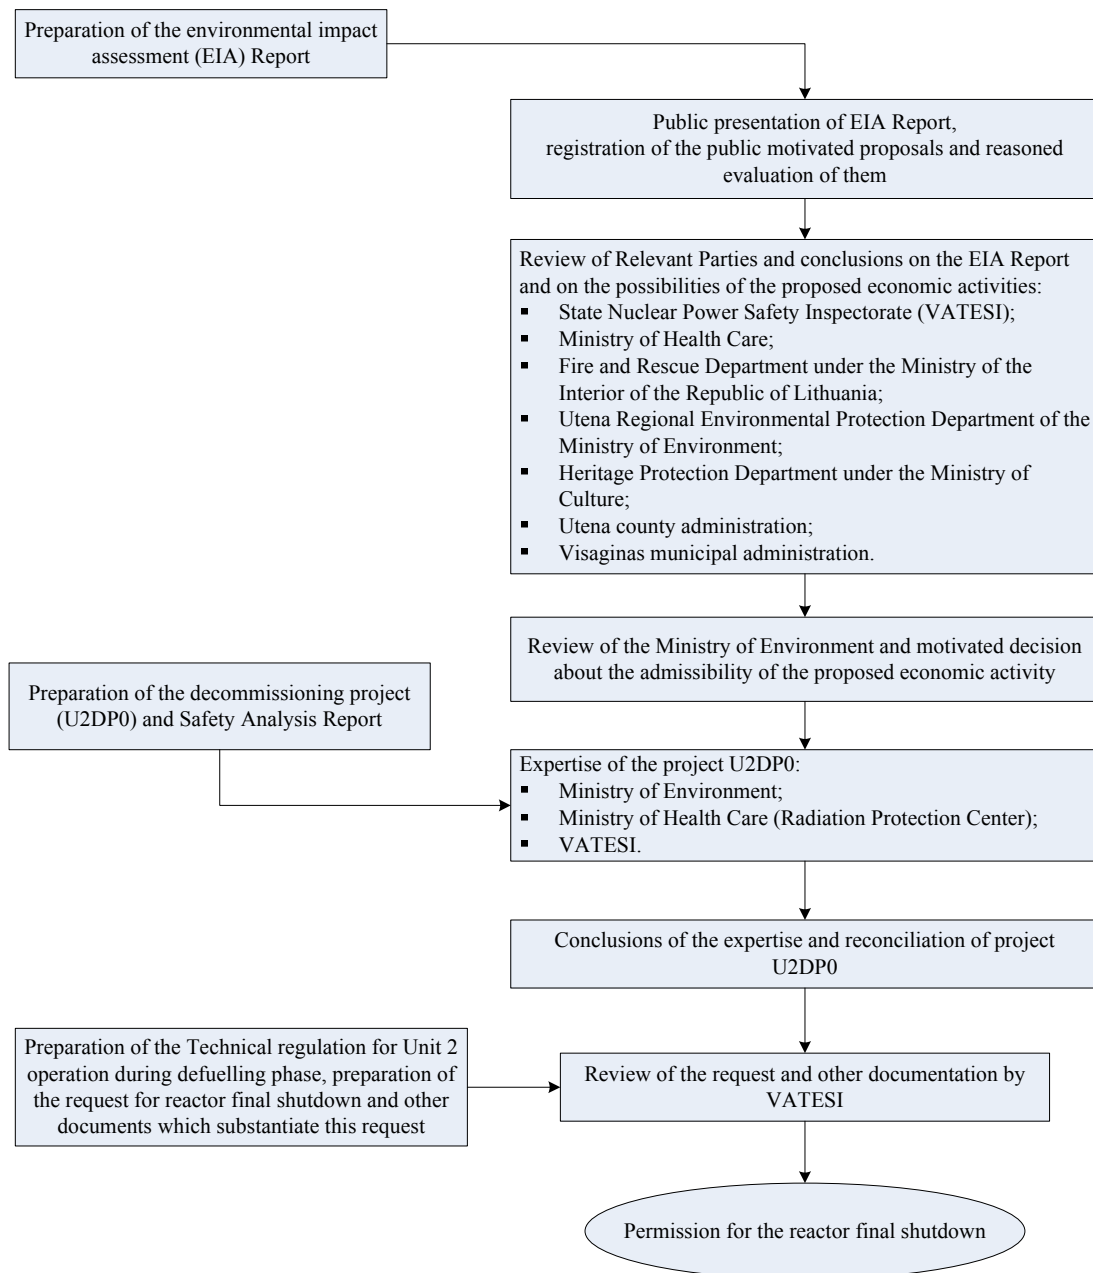 Preparation of the environmental impact
assessment (EIA) Report
Public presentation of EIA Report,
registration of the public motivated proposals and reasoned
evaluation of them
Review of Relevant Parties and conclusions on the EIA Report
and on the possibilities of the proposed economic activities:
▪ State Nuclear Power Safety Inspectorate (VATESI);
▪ Ministry of Health Care;
▪ Fire and Rescue Department under the Ministry of the
Interior of the Republic of Lithuania;
▪ Utena Regional Environmental Protection Department of the
Ministry of Environment;
▪ Heritage Protection Department under the Ministry of
Culture;
▪ Utena county administration;
▪ Visaginas municipal administration.
Review of the Ministry of Environment and motivated decision
about the admissibility of the proposed economic activity
Preparation of the decommissioning project
(U2DP0) and Safety Analysis Report
Expertise of the project U2DP0:
▪ Ministry of Environment;
▪ Ministry of Health Care (Radiation Protection Center);
▪ VATESI.
Conclusions of the expertise and reconciliation of project
U2DP0
Preparation of the Technical regulation for Unit 2
operation during defuelling phase, preparation of
the request for reactor final shutdown and other
documents which substantiate this request
Review of the request and other documentation by
VATESI
Permission for the reactor final shutdown